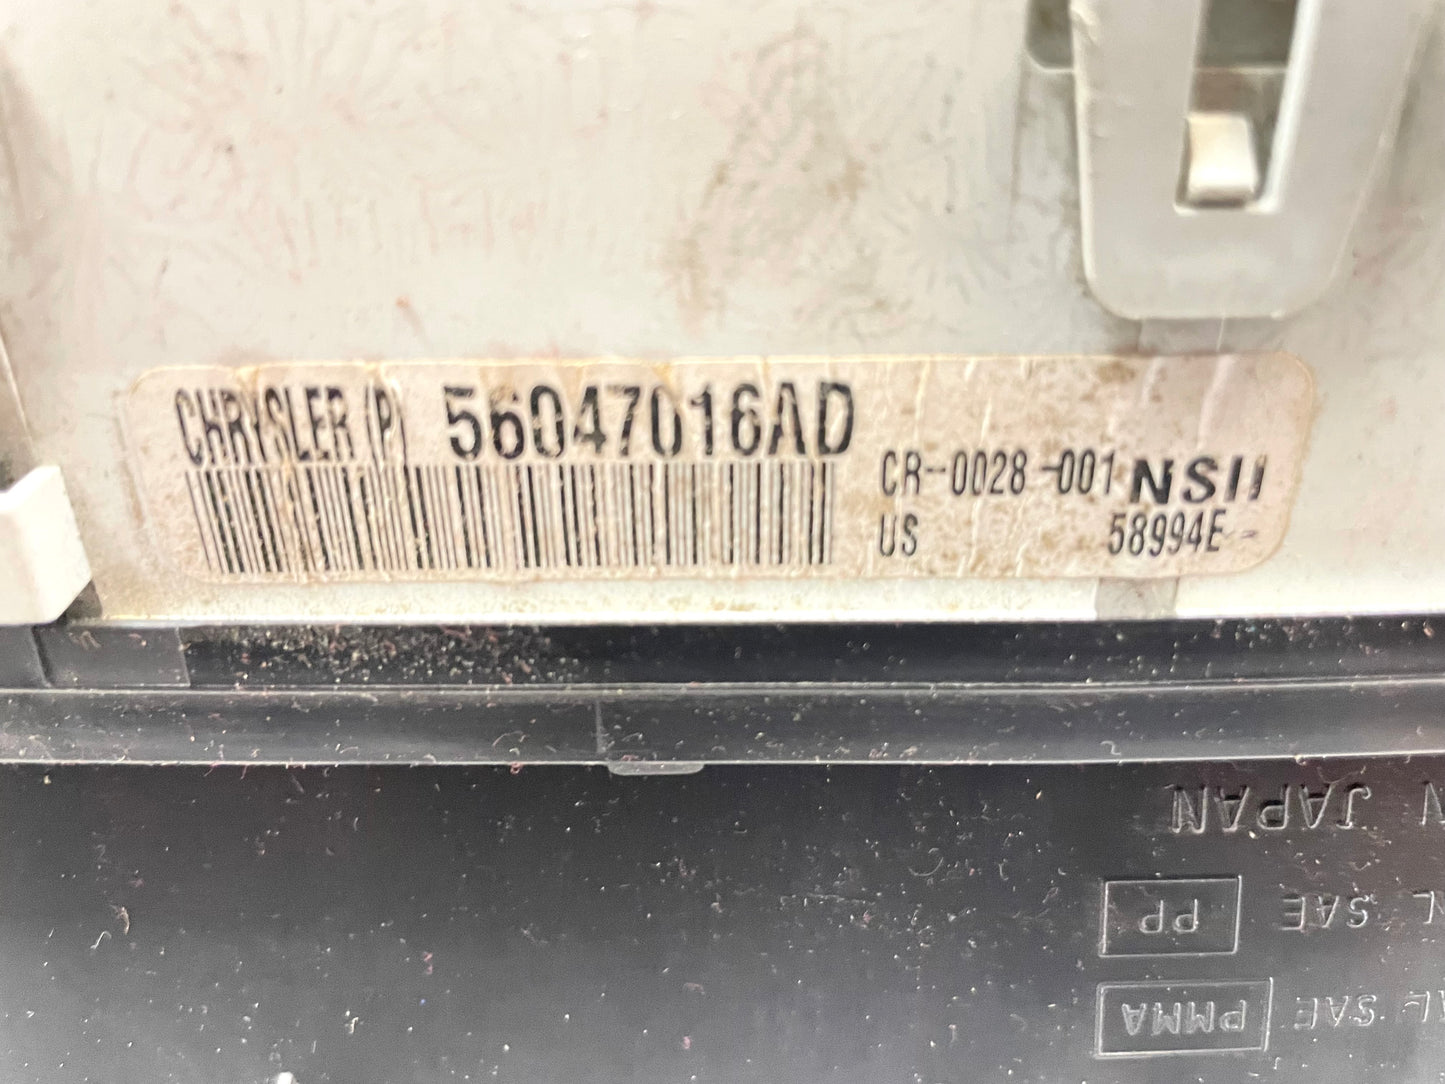 CHRYSLER (P) 56047016AD
CR-0028-001 NSII
US 58994E
N JAPAN
SAE PP
SAE PMMA